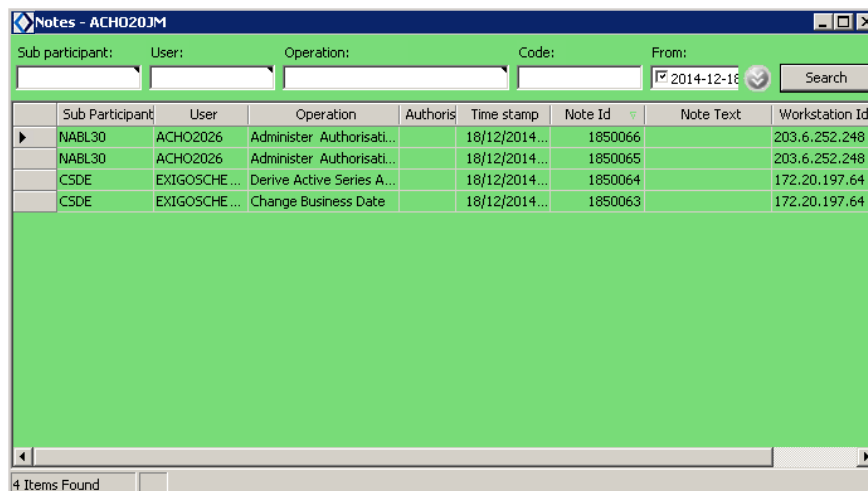 Notes - ACHO20JM
Sub participant: User: Operation: Code: From:
2014-12-18 Search
Sub Participant User Operation Authoris Time stamp Note Id Note Text Workstation Id
NABL30 ACHO2026 Administer Authorisati... 18/12/2014... 1850066 203.6.252.248
NABL30 ACHO2026 Administer Authorisati... 18/12/2014... 1850065 203.6.252.248
CSDE EXIGOSCHE... Derive Active Series A... 18/12/2014... 1850064 172.20.197.64
CSDE EXIGOSCHE... Change Business Date 18/12/2014... 1850063 172.20.197.64
4 Items Found